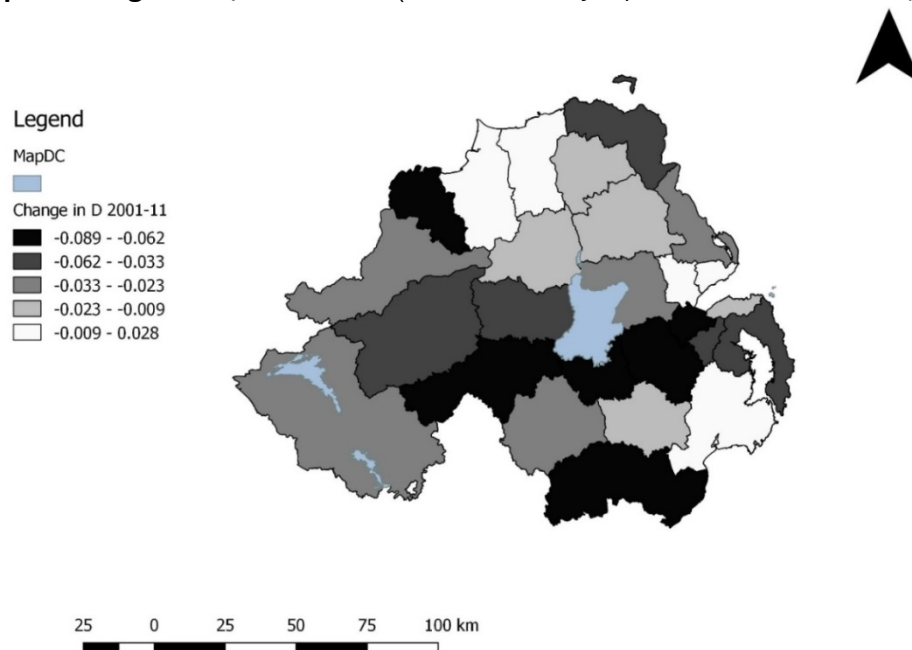 Legend
MapDC
Change in D 2001-11
-0.089 - -0.062
-0.062 - -0.033
-0.033 - -0.023
-0.023 - -0.009
-0.009 - 0.028
25 0 25 50 75 100 km